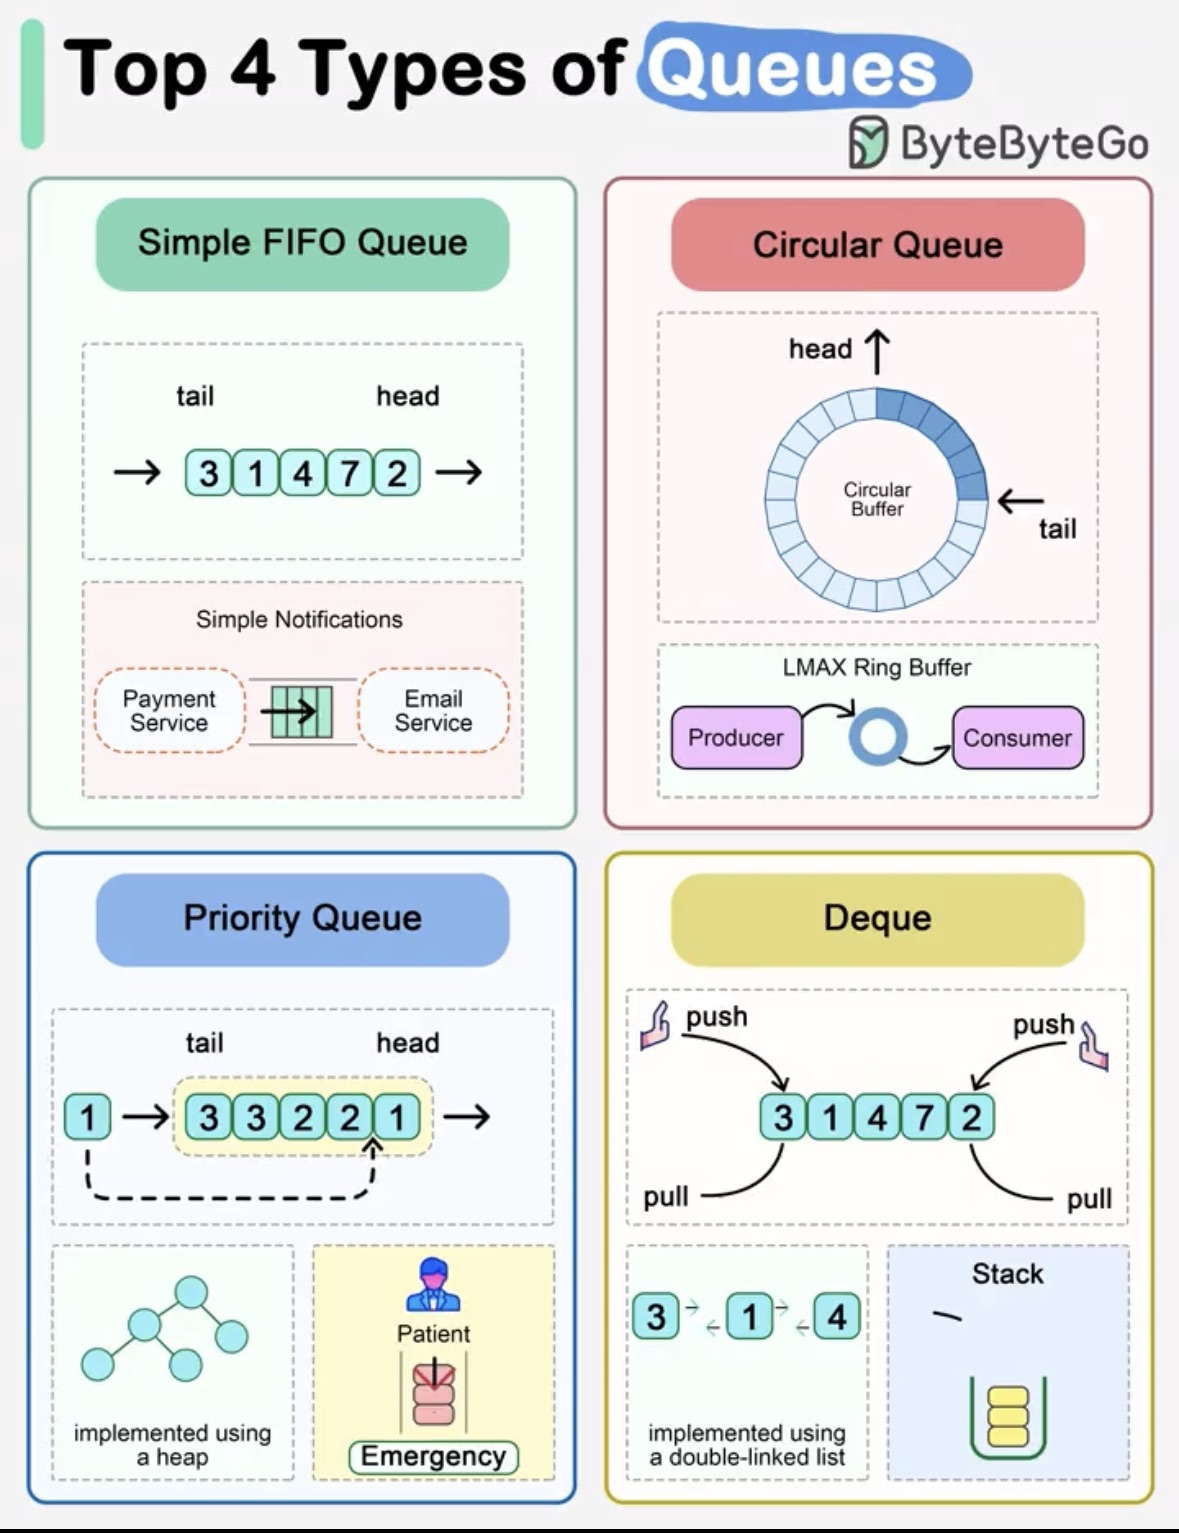 Top 4 Types of Queues
ByteByteGo
Simple FIFO Queue
tail head
3 1 4 7 2
Simple Notifications
Payment
Service
Email
Service
Circular Queue
head
Circular
Buffer
tail
LMAX Ring Buffer
Producer
Consumer
Priority Queue
tail head
1 3 3 2 2 1
implemented using
a heap
Patient
Emergency
Deque
push push
3 1 4 7 2
pull pull
3 1 4
implemented using
a double-linked list
Stack